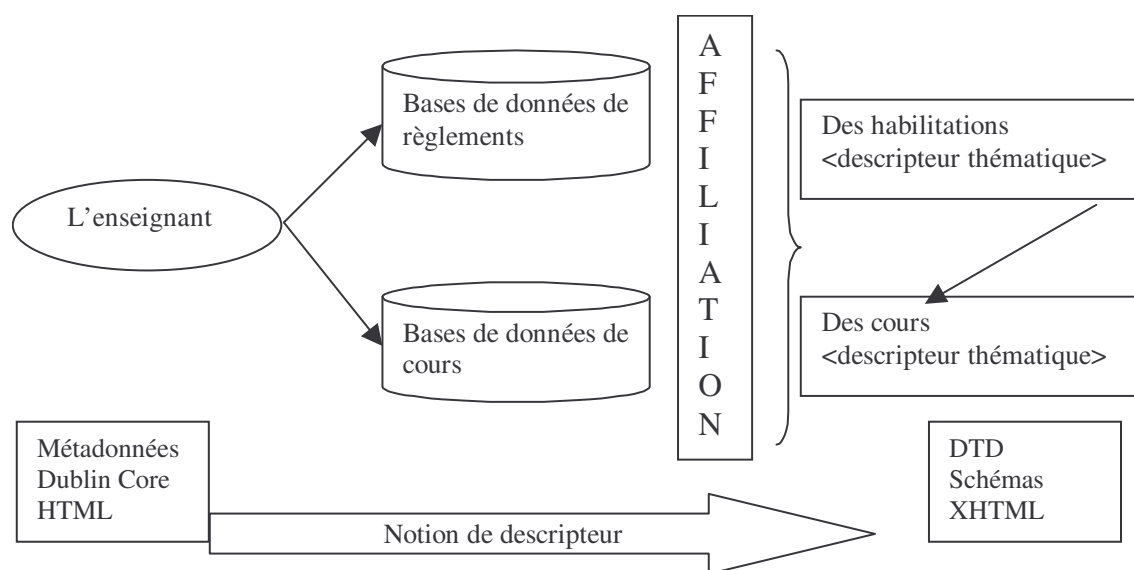 L'enseignant
Bases de données de
règlements
Bases de données de
cours
A
F
F
I
L
I
A
T
I
O
N
Des habilitations
<descripteur thématique>
Des cours
<descripteur thématique>
Métadonnées
Dublin Core
HTML
Notion de descripteur
DTD
Schémas
XHTML